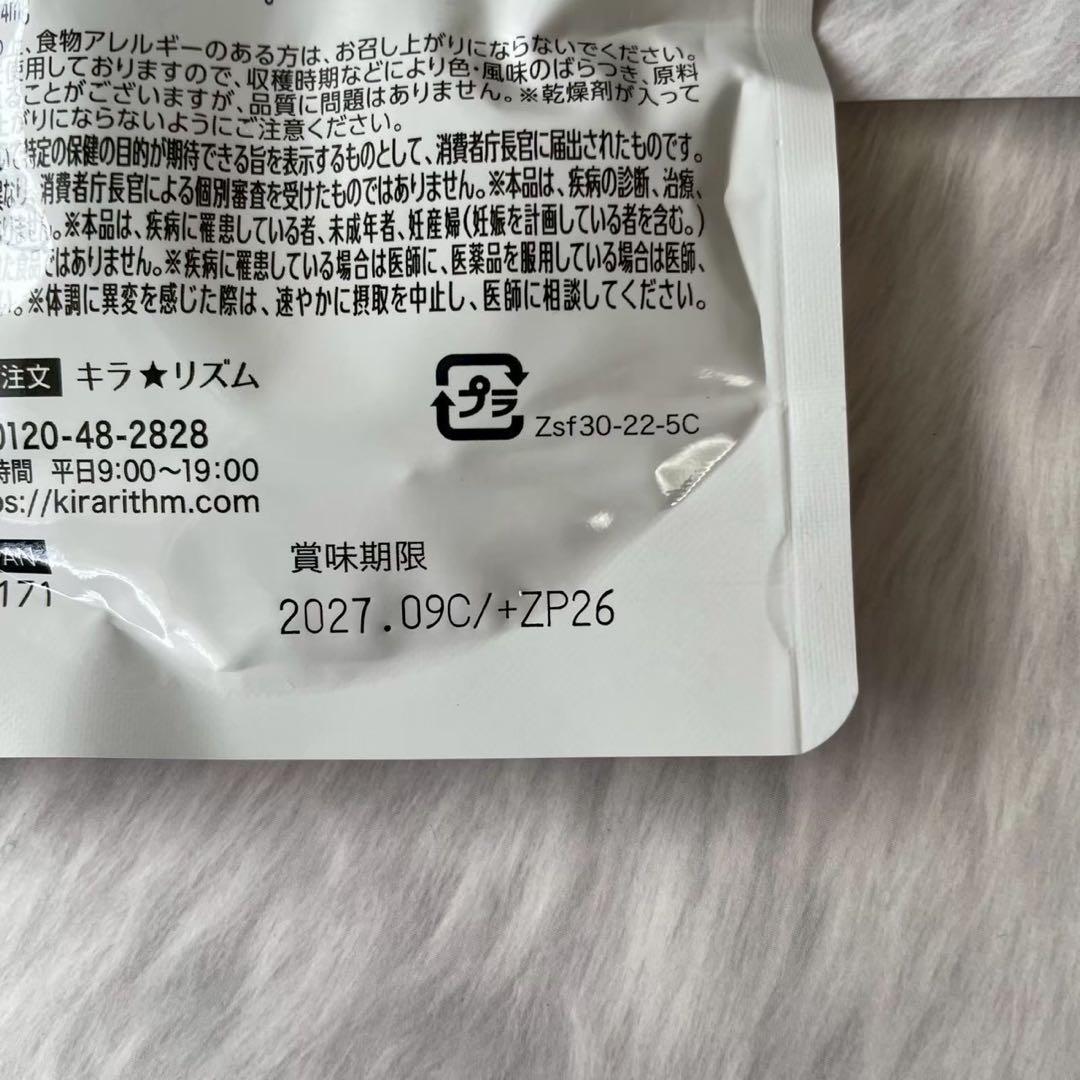 、食物アレルギーのある方は、お召し上がりにならないでください。
使用しておりますので、収穫時期などにより色・風味のばらつき、原料
ることがございますが、品質に問題はありません。※乾燥剤が入って
上がりにならないようにご注意ください。
特定の保健の目的が期待できる旨を表示するものとして、消費者庁長官に届出されたものです。
異なり、消費者庁長官による個別審査を受けたものではありません。※本品は、疾病の診断、治療、
りません。※本品は、疾病に罹患している者、未成年者、妊産婦（妊娠を計画している者を含む。）
た食品ではありません。※疾病に罹患している場合は医師に、医薬品を服用している場合は医師、
い。※体調に異変を感じた際は、速やかに摂取を中止し、医師に相談してください。
注文 キラ★リズム
プラ
Zsf30-22-5C
0120-48-2828
時間 平日9:00～19:00
ps://kirarithm.com
AN
171
賞味期限
2027.09C/+ZP26